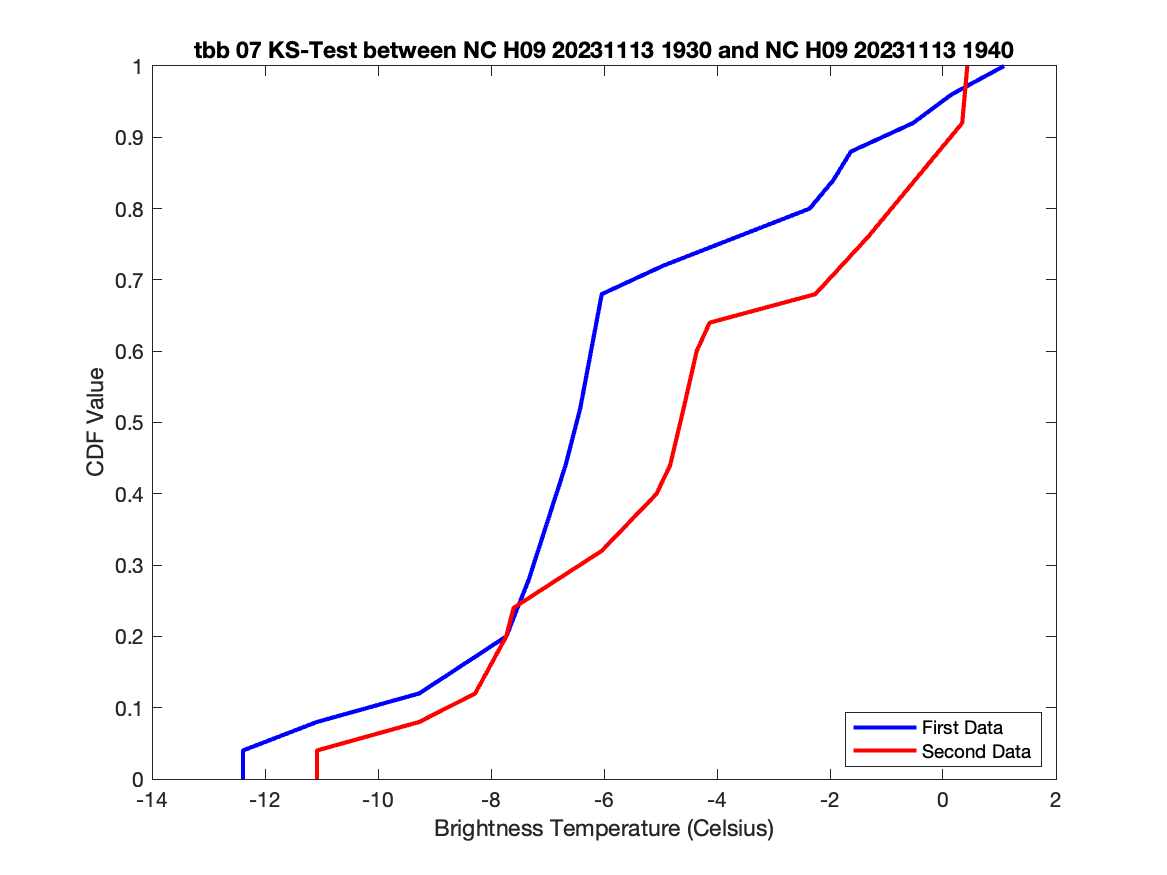 tbb 07 KS-Test between NC H09 20231113 1930 and NC H09 20231113 1940
1
0.9
0.8
0.7
0.6
0.5
0.4
0.3
0.2
0.1
0
CDF Value
First Data
Second Data
-14 -12 -10 -8 -6 -4 -2 0 2
Brightness Temperature (Celsius)